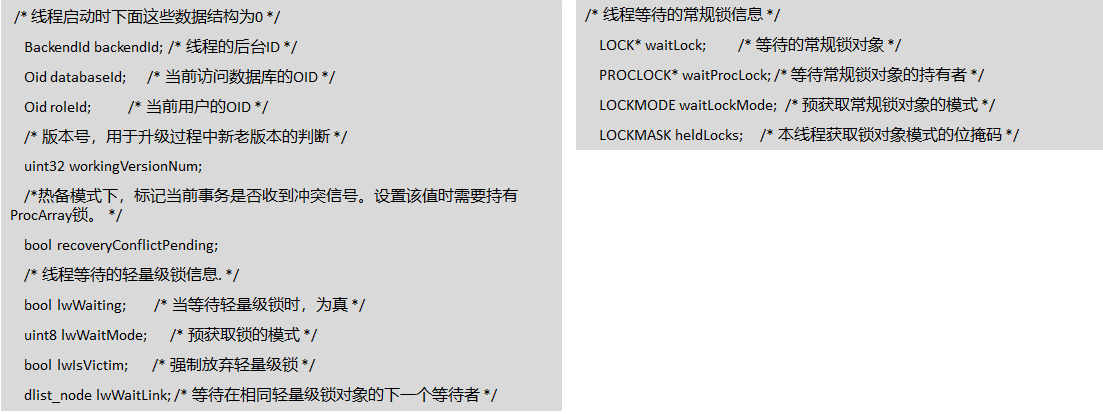 /* 线程启动时下面这些数据结构为0 */
BackendId backendId; /* 线程的后台ID */
Oid databaseId; /* 当前访问数据库的OID */
Oid roleId; /* 当前用户的OID */
/* 版本号，用于升级过程中新老版本的判断 */
uint32 workingVersionNum;
/*热备模式下，标记当前事务是否收到冲突信号。设置该值时需要持有
ProcArray锁。 */
bool recoveryConflictPending;
/* 线程等待的轻量级锁信息. */
bool lwWaiting; /* 当等待轻量级锁时，为真 */
uint8 lwWaitMode; /* 预获取锁的模式 */
bool lwIsVictim; /* 强制放弃轻量级锁 */
dlist_node lwWaitLink; /* 等待在相同轻量级锁对象的下一个等待者 */
/* 线程等待的常规锁信息 */
LOCK* waitLock; /* 等待的常规锁对象 */
PROCLOCK* waitProcLock; /* 等待常规锁对象的持有者 */
LOCKMODE waitLockMode; /* 预获取常规锁对象的模式 */
LOCKMASK heldLocks; /* 本线程获取锁对象模式的位掩码 */